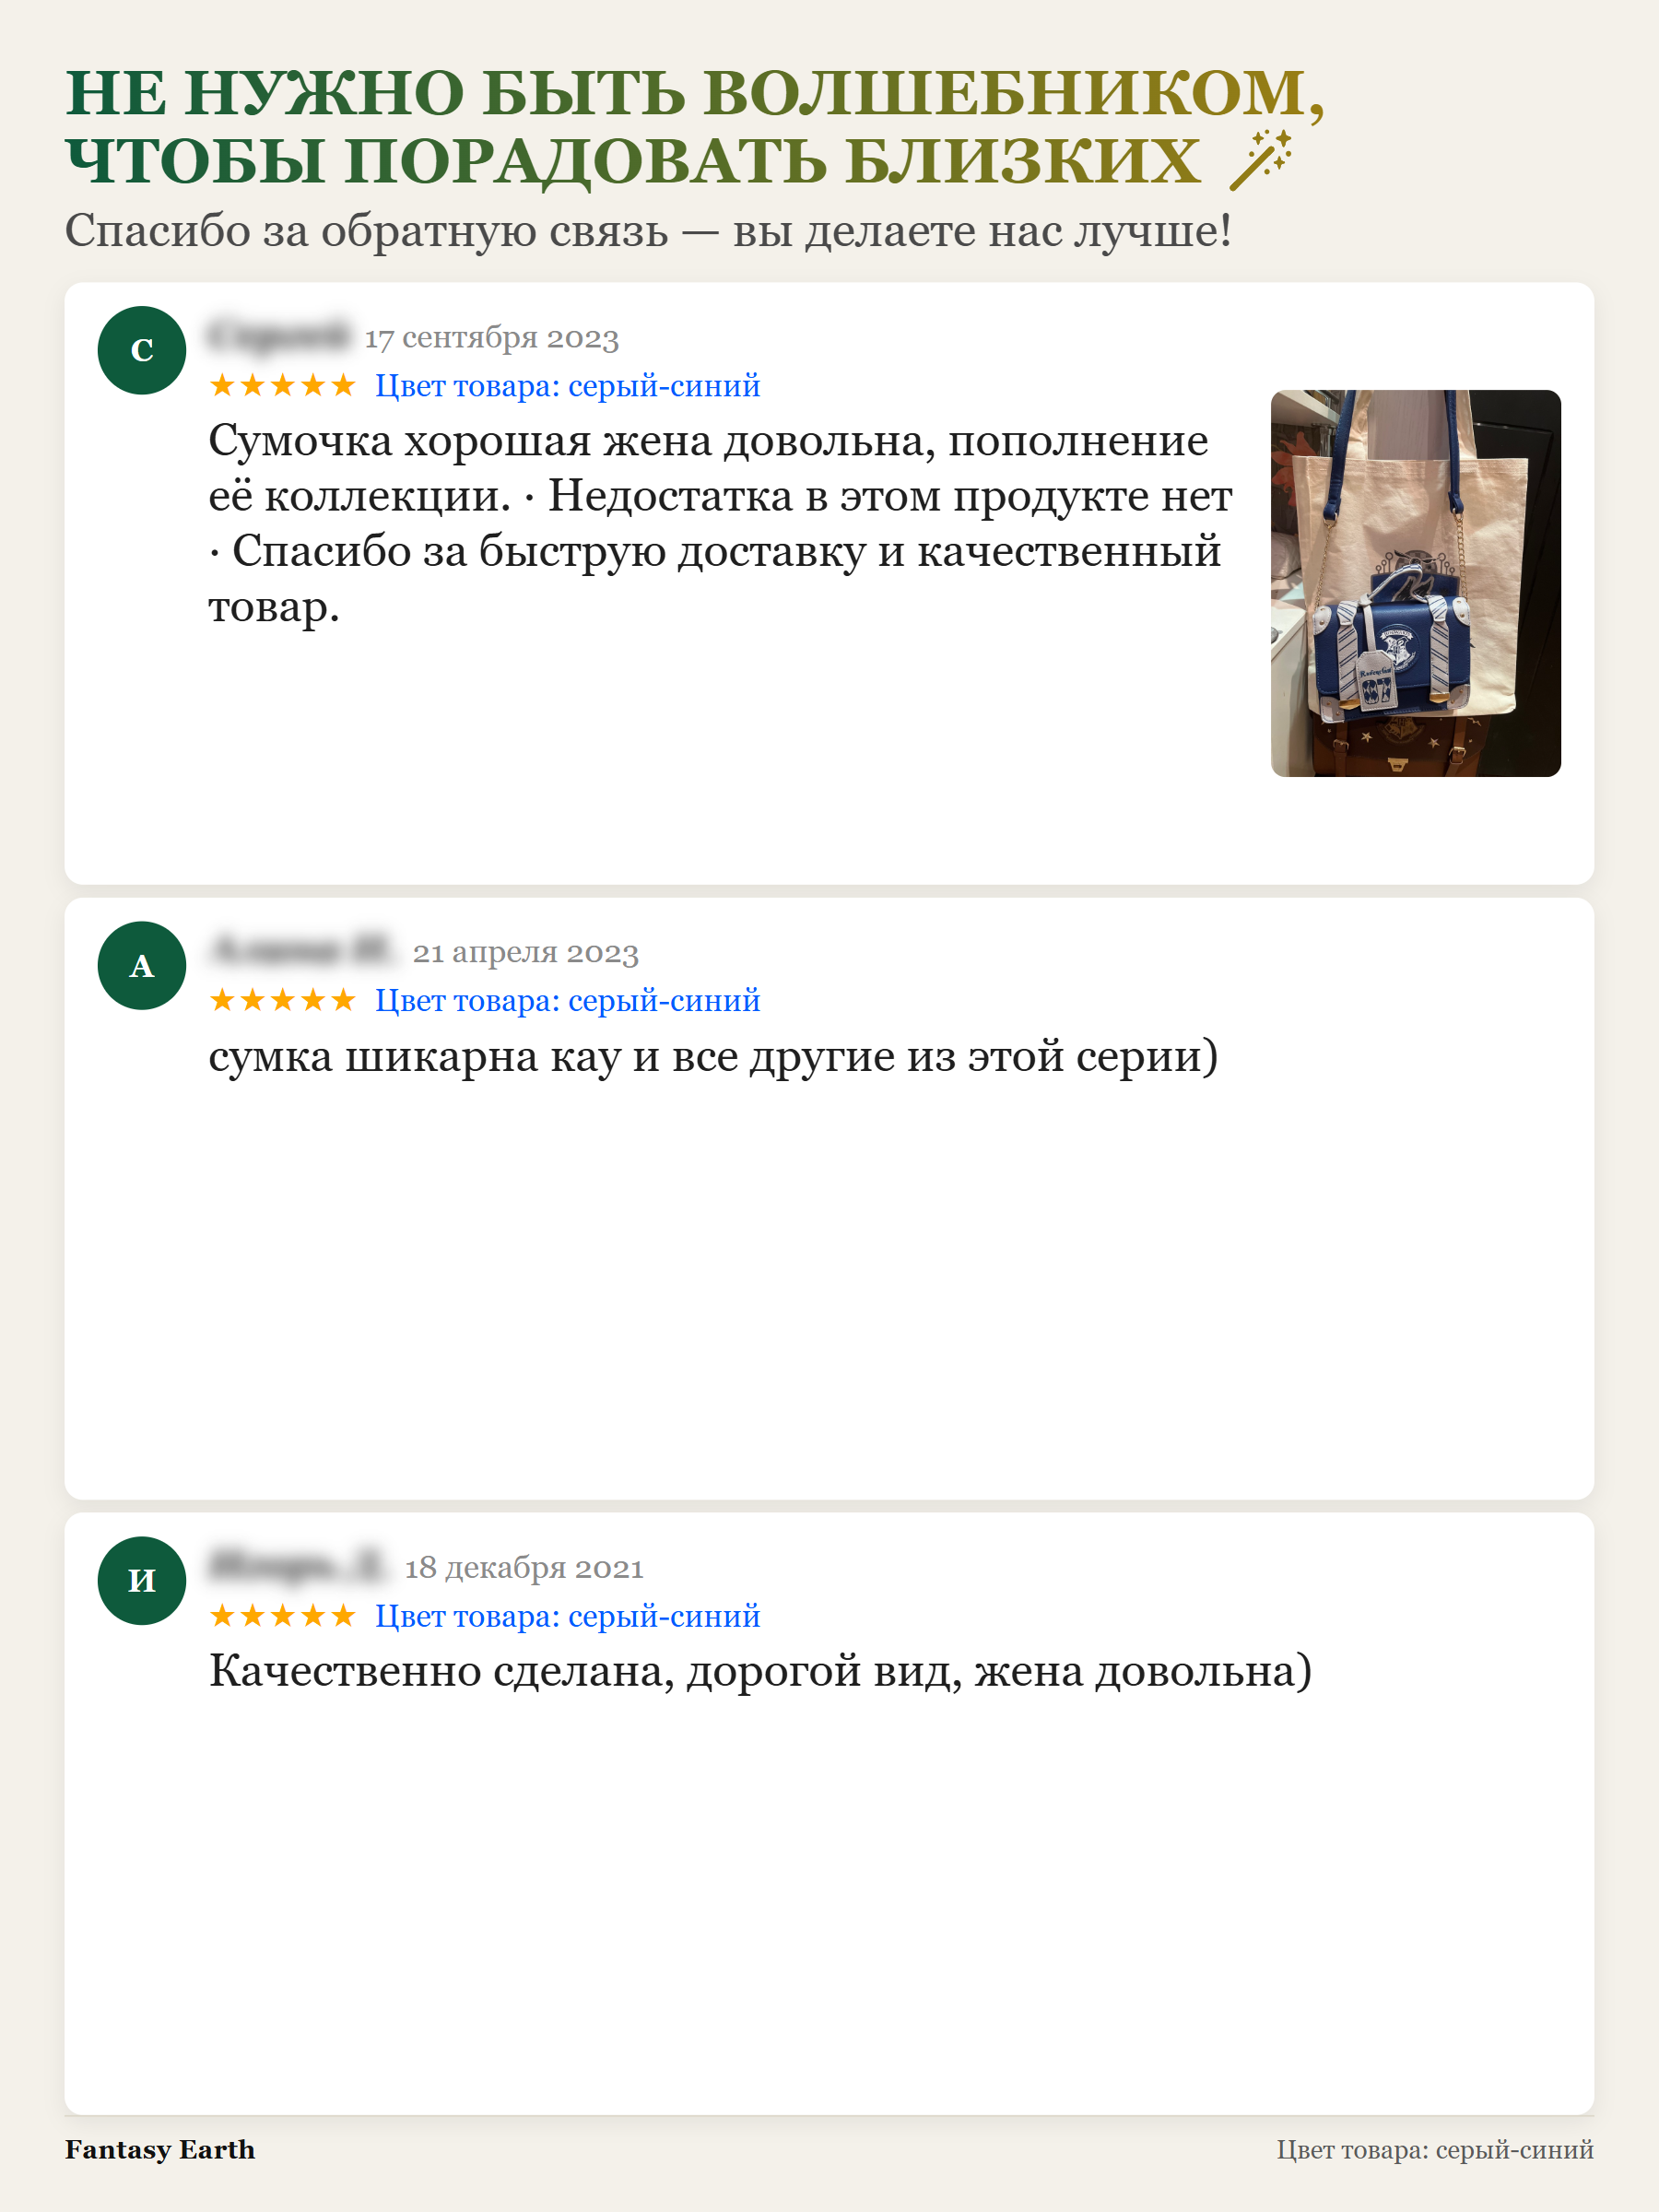 НЕ НУЖНО БЫТЬ ВОЛШЕБНИКОМ,
ЧТОБЫ ПОРАДОВАТЬ БЛИЗКИХ
Спасибо за обратную связь — вы делаете нас лучше!
С
17 сентября 2023
★★★★★ Цвет товара: серый-синий
Сумочка хорошая жена довольна, пополнение
её коллекции. · Недостатка в этом продукте нет
· Спасибо за быструю доставку и качественный
товар.
А
21 апреля 2023
★★★★★ Цвет товара: серый-синий
сумка шикарна кау и все другие из этой серии)
И
18 декабря 2021
★★★★★ Цвет товара: серый-синий
Качественно сделана, дорогой вид, жена довольна)
Fantasy Earth
Цвет товара: серый-синий